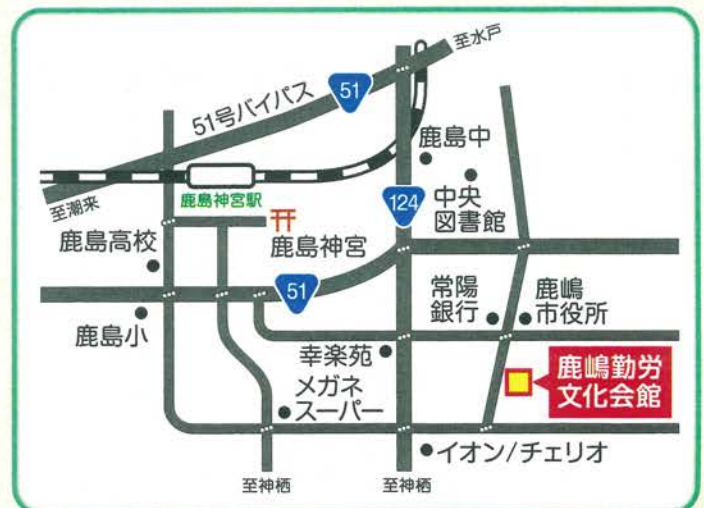 至水戸
51
51号バイパス
鹿島中
鹿島神宮駅
至潮来
124
中央
図書館
鹿島高校
鹿島神宮
51
常陽
銀行
鹿嶋
市役所
鹿島小
幸楽苑
鹿嶋勤労
文化会館
メガネ
スーパー
イオン/チェリオ
至神栖
至神栖